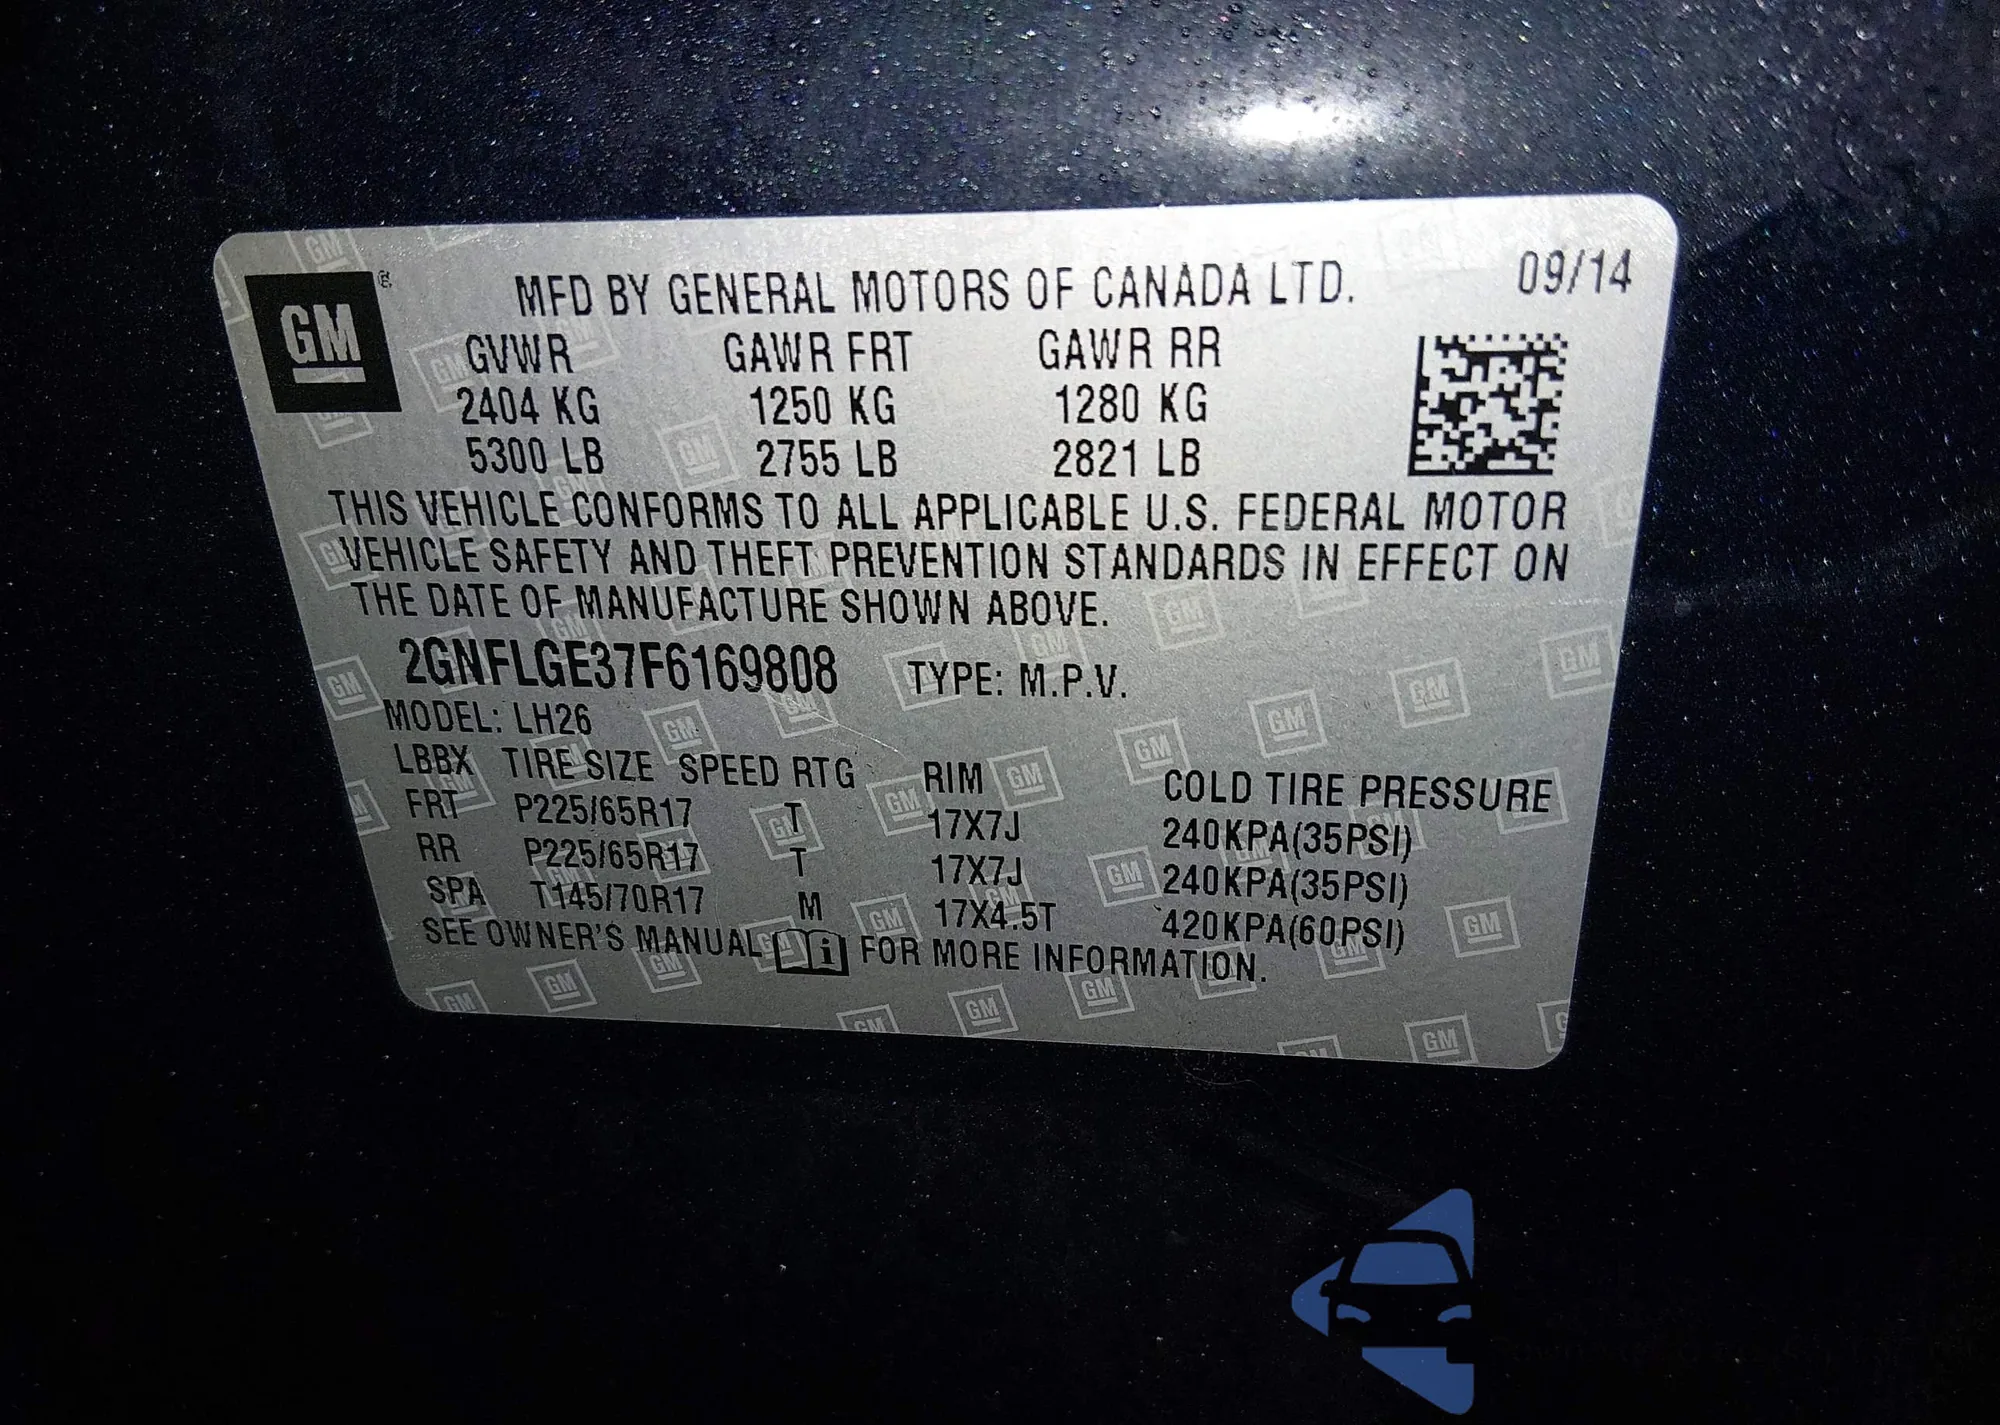 GM
MFD BY GENERAL MOTORS OF CANADA LTD.
09/14
GVWR GAWR FRT GAWR RR
2404 KG 1250 KG 1280 KG
5300 LB 2755 LB 2821 LB
THIS VEHICLE CONFORMS TO ALL APPLICABLE U.S. FEDERAL MOTOR
VEHICLE SAFETY AND THEFT PREVENTION STANDARDS IN EFFECT ON
THE DATE OF MANUFACTURE SHOWN ABOVE.
2GNFLGE37F6169808 TYPE: M.P.V.
MODEL: LH26
LBBX TIRE SIZE SPEED RTG RIM COLD TIRE PRESSURE
FRT P225/65R17 T 17X7J 240KPA(35PSI)
RR P225/65R17 T 17X7J 240KPA(35PSI)
SPA T145/70R17 M 17X4.5T 420KPA(60PSI)
SEE OWNER'S MANUAL i FOR MORE INFORMATION.